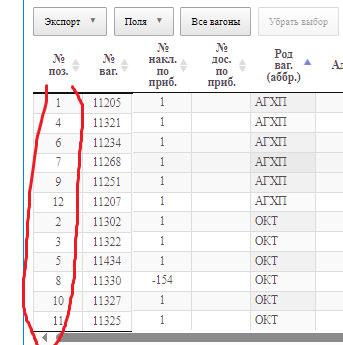 Экспорт Поля Все вагоны Убрать выбор
№ поз. № ваг. № накл. по приб. № дос. по приб. Род ваг. (аббр.) Ад
1 11205 1 АГХП
4 11321 1 АГХП
6 11234 1 АГХП
7 11268 1 АГХП
9 11251 1 АГХП
12 11207 1 АГХП
2 11302 1 ОКТ
3 11322 1 ОКТ
5 11434 1 ОКТ
8 11330 -154 ОКТ
10 11327 1 ОКТ
11 11325 1 ОКТ